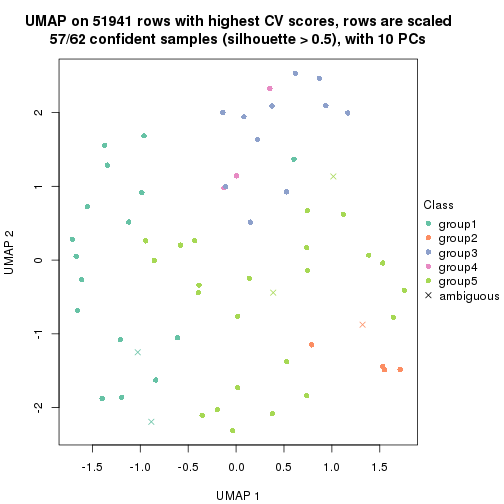 UMAP on 51941 rows with highest CV scores, rows are scaled
57/62 confident samples (silhouette > 0.5), with 10 PCs
UMAP 2
2
1
0
-1
-2
-1.5
-1.0
-0.5
0.0
0.5
1.0
1.5
UMAP 1
Class
group1
group2
group3
group4
group5
ambiguous